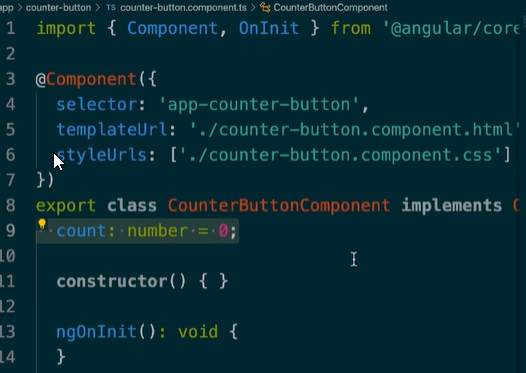 app > counter-button > TS counter-button.component.ts > CounterButtonComponent
1 import { Component, OnInit } from '@angular/core
2
3 @Component({
4 selector: 'app-counter-button',
5 templateUrl: './counter-button.component.html'
6 styleUrls: ['./counter-button.component.css']
7 })
8 export class CounterButtonComponent implements
9 count: number = 0;
10
11 constructor() { }
12
13 ngOnInit(): void {
14 }